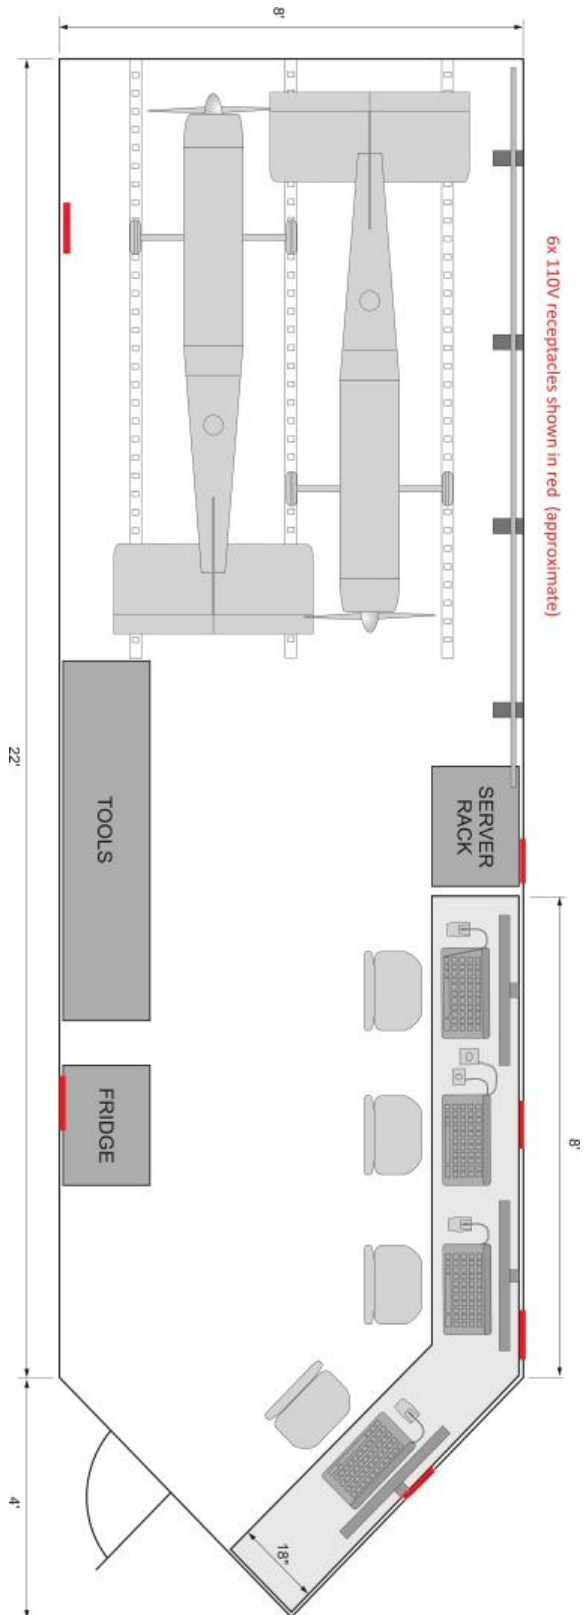 8'
6x 110V receptacles shown in red (approximate)
22'
TOOLS
SERVER
RACK
8'
FRIDGE
4'
18"